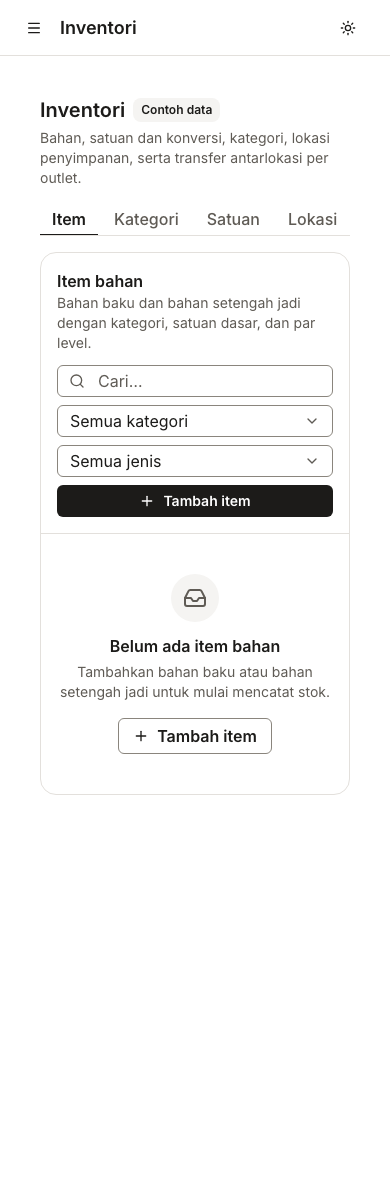 Inventori
Inventori
Contoh data
Bahan, satuan dan konversi, kategori, lokasi
penyimpanan, serta transfer antarlokasi per
outlet.
Item
Kategori
Satuan
Lokasi
Item bahan
Bahan baku dan bahan setengah jadi
dengan kategori, satuan dasar, dan par
level.
Cari...
Semua kategori
Semua jenis
Tambah item
Belum ada item bahan
Tambahkan bahan baku atau bahan
setengah jadi untuk mulai mencatat stok.
Tambah item